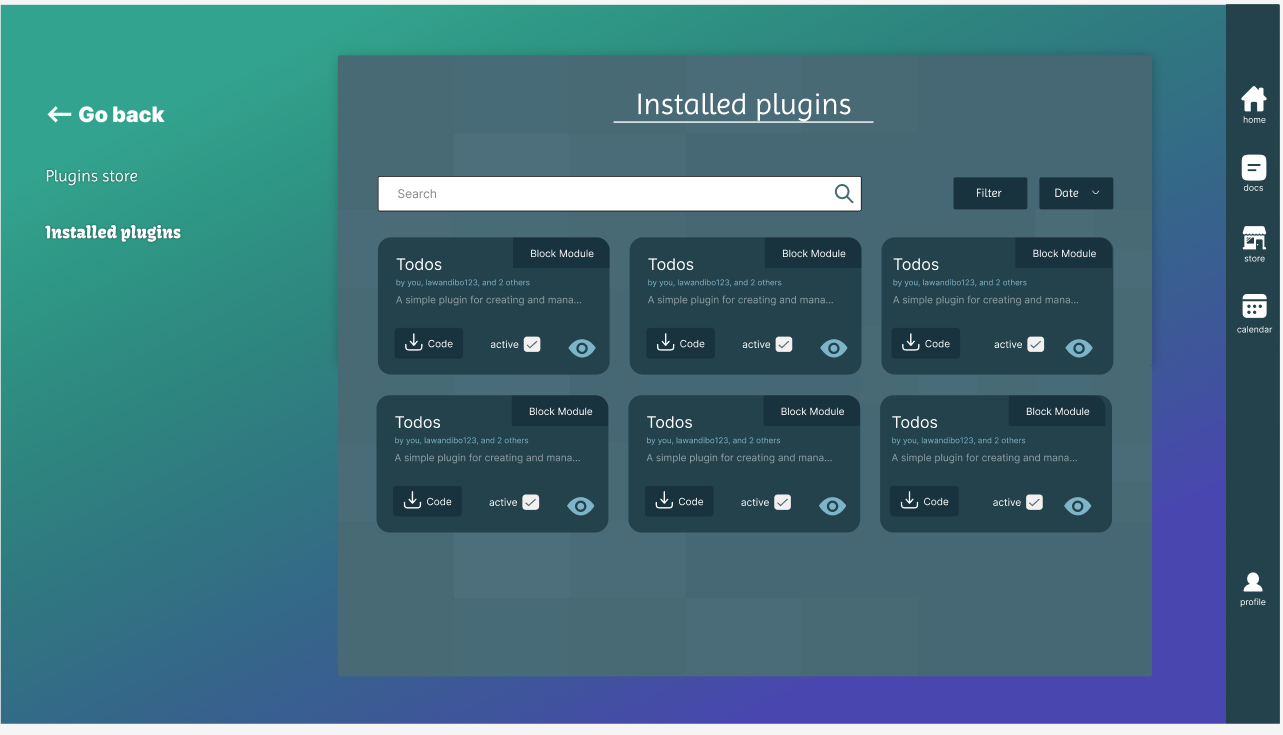 Go back
Plugins store
Installed plugins
Installed plugins
Search
Filter
Date
Block Module
Todos
by you, lawandibo123, and 2 others
A simple plugin for creating and mana...
Code
active
Block Module
Todos
by you, lawandibo123, and 2 others
A simple plugin for creating and mana...
Code
active
Block Module
Todos
by you, lawandibo123, and 2 others
A simple plugin for creating and mana...
Code
active
Block Module
Todos
by you, lawandibo123, and 2 others
A simple plugin for creating and mana...
Code
active
Block Module
Todos
by you, lawandibo123, and 2 others
A simple plugin for creating and mana...
Code
active
Block Module
Todos
by you, lawandibo123, and 2 others
A simple plugin for creating and mana...
Code
active
home
docs
store
calendar
profile